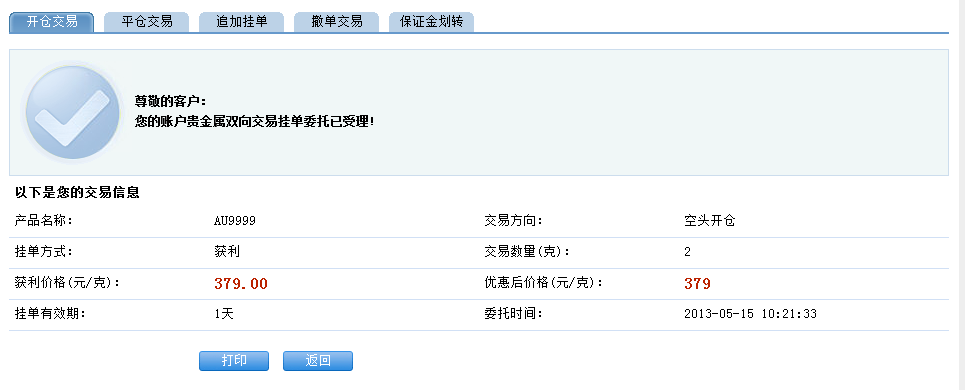 开仓交易 平仓交易 追加挂单 撤单交易 保证金划转
尊敬的客户:
您的账户贵金属双向交易挂单委托已受理!
以下是您的交易信息
产品名称: AU9999 交易方向: 空头开仓
挂单方式: 获利 交易数量(克): 2
获利价格(元/克): 379.00 优惠后价格(元/克): 379
挂单有效期: 1天 委托时间: 2013-05-15 10:21:33
打印 返回